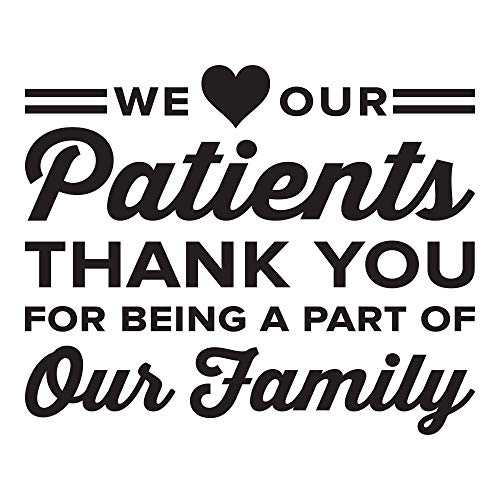 WE ♥ OUR
Patients
THANK YOU
FOR BEING A PART OF
Our Family